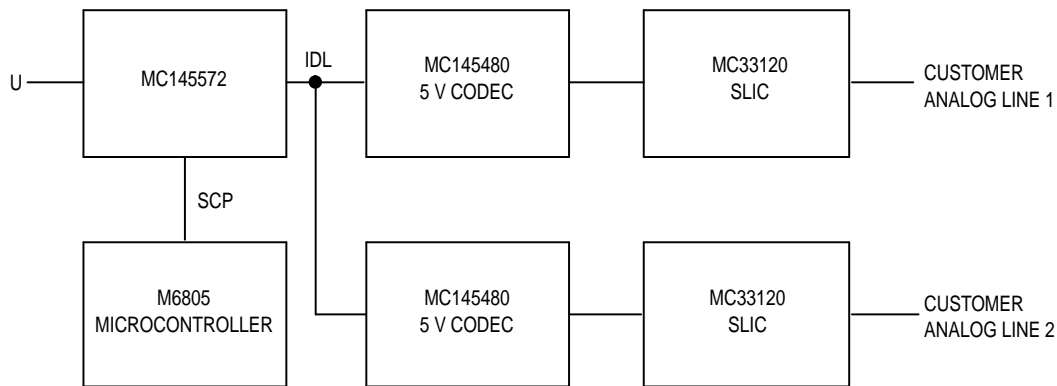 U
MC145572
IDL
MC145480
5 V CODEC
MC33120
SLIC
CUSTOMER
ANALOG LINE 1
SCP
M6805
MICROCONTROLLER
MC145480
5 V CODEC
MC33120
SLIC
CUSTOMER
ANALOG LINE 2